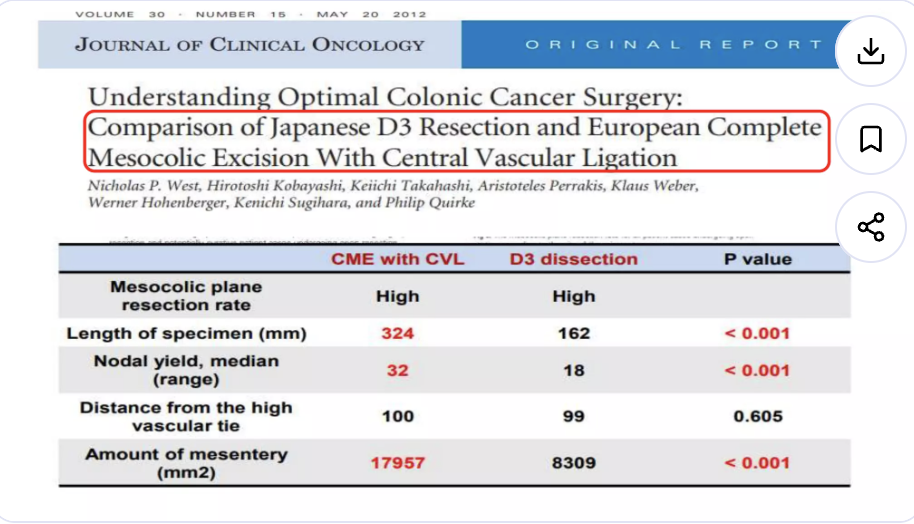 VOLUME 30 · NUMBER 15 · MAY 20 2012
JOURNAL OF CLINICAL ONCOLOGY ORIGINAL REPORT
Understanding Optimal Colonic Cancer Surgery:
Comparison of Japanese D3 Resection and European Complete
Mesocolic Excision With Central Vascular Ligation
Nicholas P. West, Hirotoshi Kobayashi, Keiichi Takahashi, Aristoteles Perrakis, Klaus Weber,
Werner Hohenberger, Kenichi Sugihara, and Philip Quirke
CME with CVL D3 dissection P value
Mesocolic plane
resection rate High High
Length of specimen (mm) 324 162 < 0.001
Nodal yield, median
(range) 32 18 < 0.001
Distance from the high
vascular tie 100 99 0.605
Amount of mesentery
(mm2) 17957 8309 < 0.001